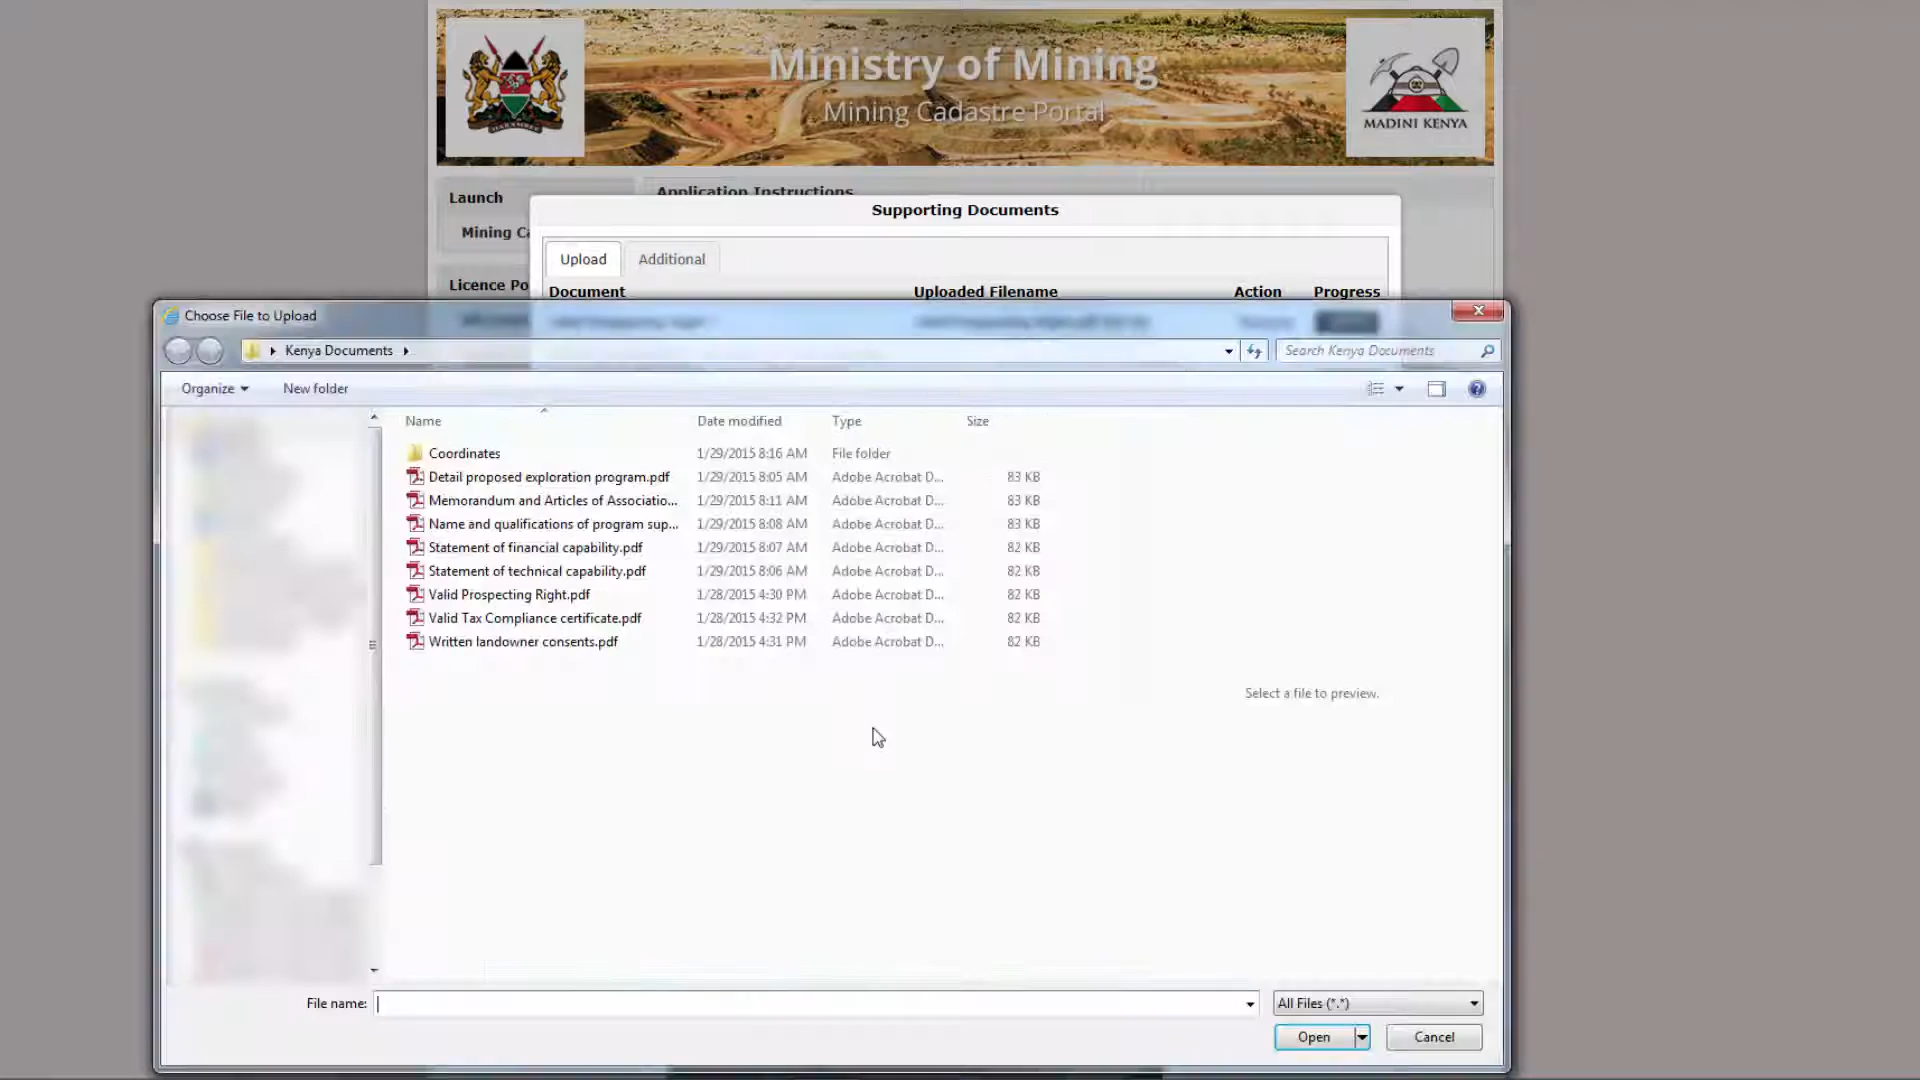 Ministry of Mining
Mining Cadastre Portal
HARAMBEE
MADINI KENYA
Launch
Application Instructions
Supporting Documents
Mining Ca
Upload Additional
Licence Po
Document Uploaded Filename Action Progress
Choose File to Upload
Kenya Documents
Search Kenya Documents
Organize New folder
Name Date modified Type Size
Coordinates 1/29/2015 8:16 AM File folder
Detail proposed exploration program.pdf 1/29/2015 8:05 AM Adobe Acrobat D... 83 KB
Memorandum and Articles of Associatio... 1/29/2015 8:11 AM Adobe Acrobat D... 83 KB
Name and qualifications of program sup... 1/29/2015 8:08 AM Adobe Acrobat D... 83 KB
Statement of financial capability.pdf 1/29/2015 8:07 AM Adobe Acrobat D... 82 KB
Statement of technical capability.pdf 1/29/2015 8:06 AM Adobe Acrobat D... 82 KB
Valid Prospecting Right.pdf 1/28/2015 4:30 PM Adobe Acrobat D... 82 KB
Valid Tax Compliance certificate.pdf 1/28/2015 4:32 PM Adobe Acrobat D... 82 KB
Written landowner consents.pdf 1/28/2015 4:31 PM Adobe Acrobat D... 82 KB
Select a file to preview.
File name: All Files (*.*)
Open Cancel